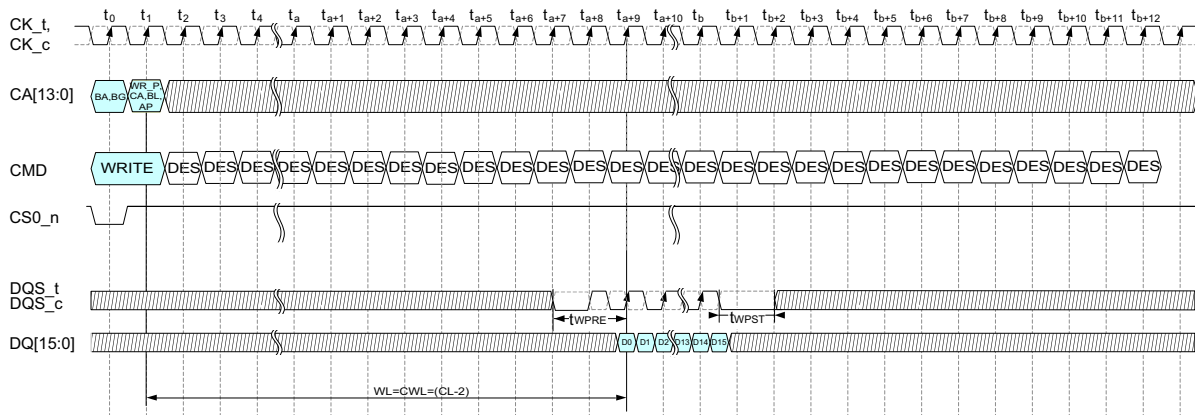 CK_t,
CK_c
t0 t1 t2 t3 t4 ta ta+1 ta+2 ta+3 ta+4 ta+5 ta+6 ta+7 ta+8 ta+9 ta+10 tb tb+1 tb+2 tb+3 tb+4 tb+5 tb+6 tb+7 tb+8 tb+9 tb+10 tb+11 tb+12
CA[13:0]
BA,BG
WR_P,
CA,BL,
AP
CMD
WRITE DES DES DES DES DES DES DES DES DES DES DES DES DES DES DES DES DES DES DES DES DES DES DES DES DES DES DES
CS0_n
DQS_t
DQS_c
tWPRE
tWPST
DQ[15:0]
D0 D1 D2 D13 D14 D15
WL=CWL=(CL-2)